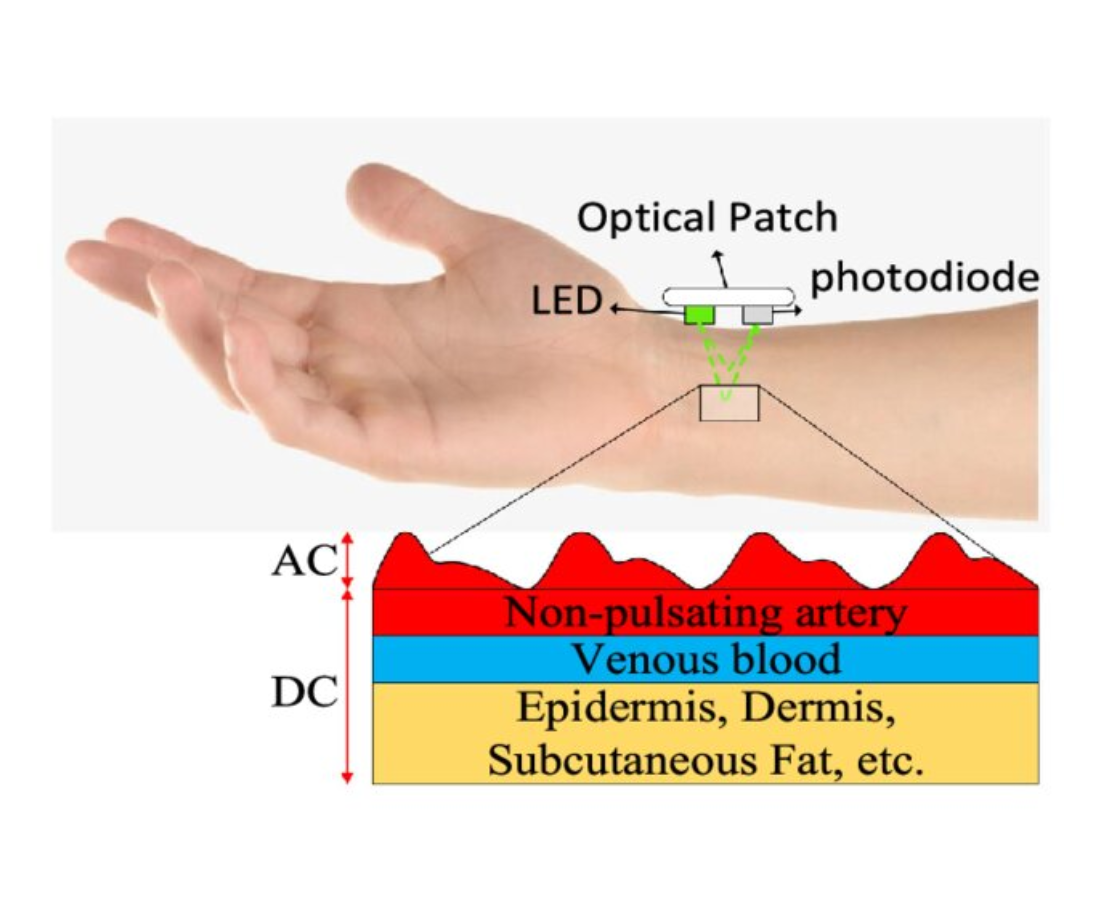 Optical Patch
photodiode
LED
AC
Non-pulsating artery
Venous blood
DC
Epidermis, Dermis,
Subcutaneous Fat, etc.